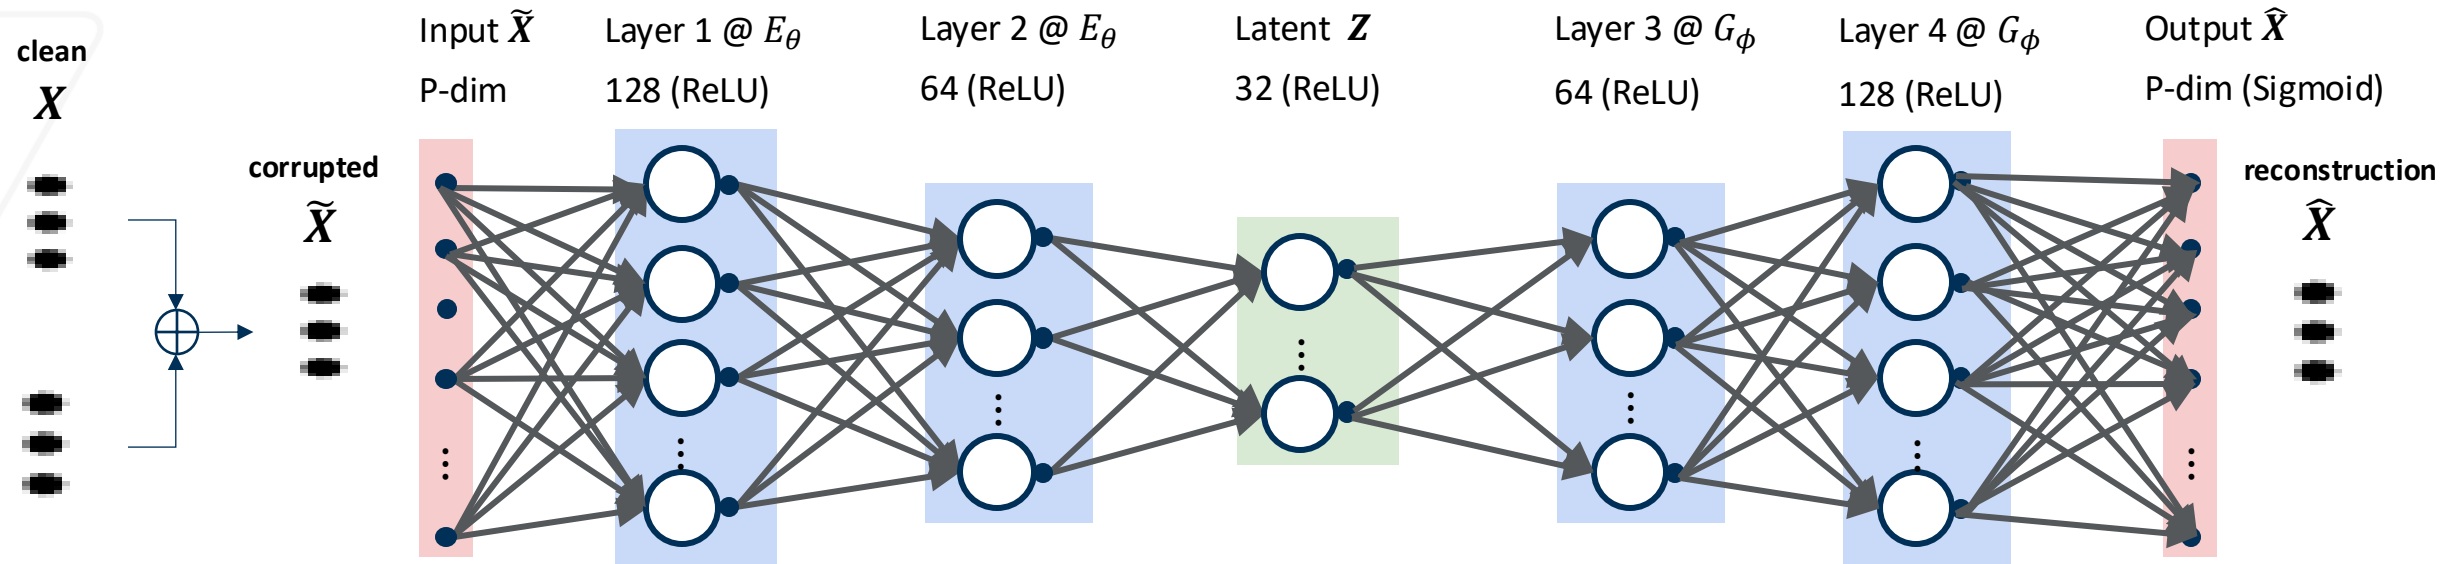 clean
X
corrupted
X̃
Input X̃
P-dim
Layer 1 @ E_θ
128 (ReLU)
Layer 2 @ E_θ
64 (ReLU)
Latent Z
32 (ReLU)
Layer 3 @ G_ϕ
64 (ReLU)
Layer 4 @ G_ϕ
128 (ReLU)
Output X̂
P-dim (Sigmoid)
reconstruction
X̂